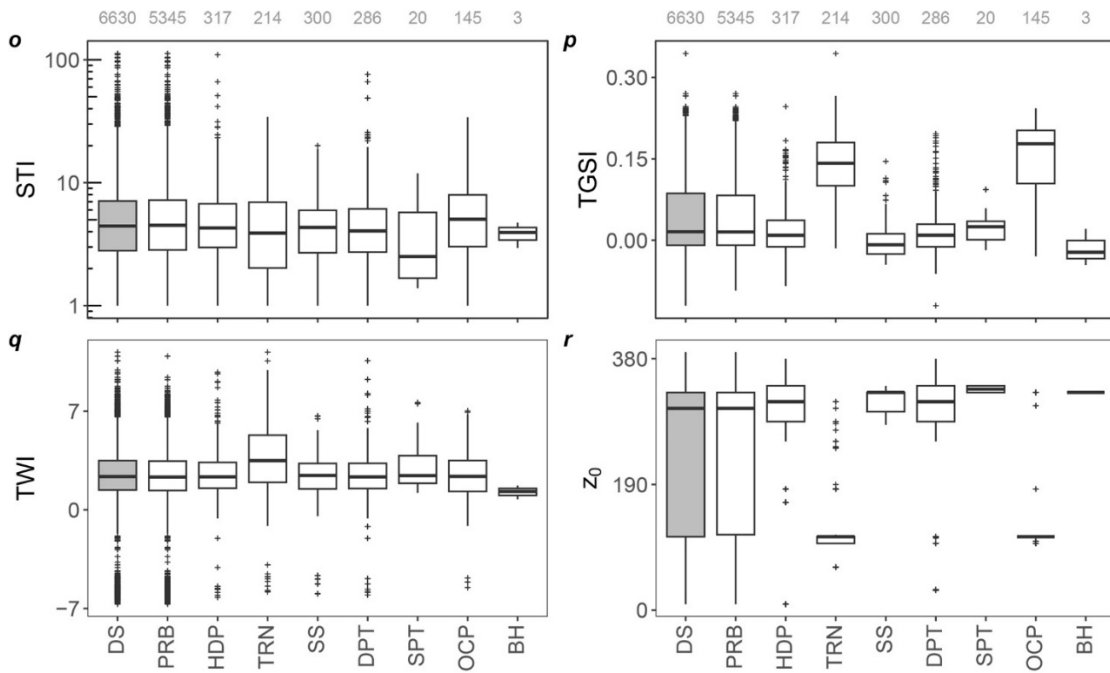 6630 5345 317 214 300 286 20 145 3
6630 5345 317 214 300 286 20 145 3
o
STI
100
10
1
p
TGSI
0.30
0.15
0.00
q
TWI
7
0
−7
DS PRB HDP TRN SS DPT SPT OCP BH
r
z₀
380
190
0
DS PRB HDP TRN SS DPT SPT OCP BH